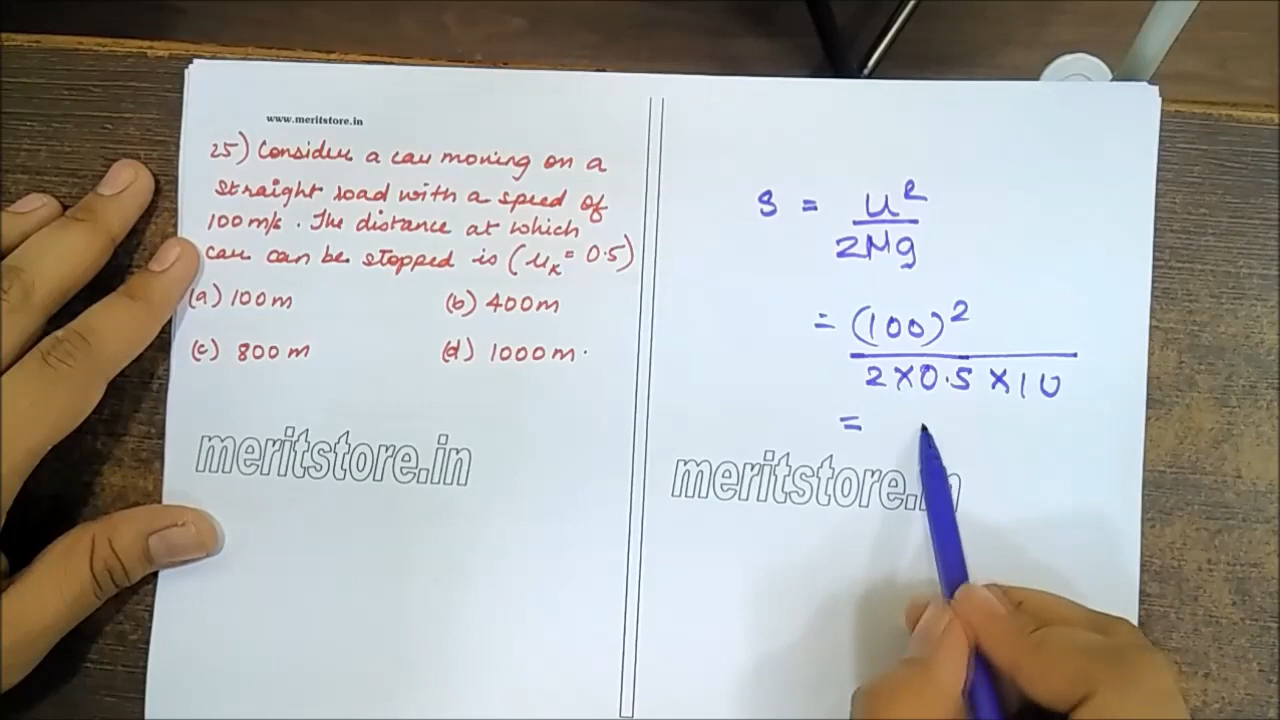 www.meritstore.in
25) Consider a car moving on a
straight road with a speed of
100 m/s. The distance at which
car can be stopped is (μₖ = 0.5)
(a) 100 m (b) 400 m
(c) 800 m (d) 1000 m.
meritstore.in
S = u²
2μg
= (100)²
2×0.5×10
=
meritstore.in